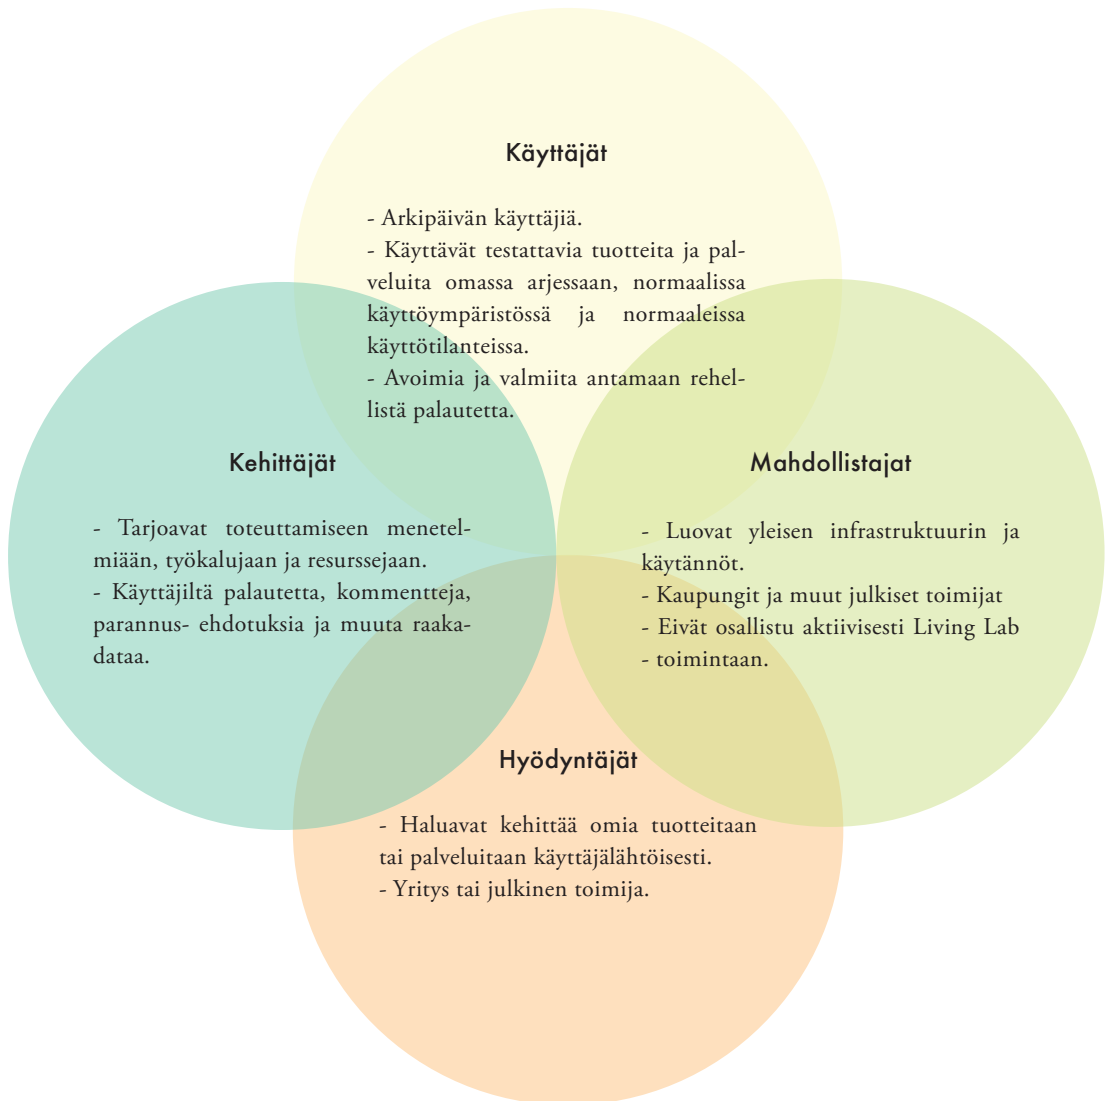 Käyttäjät
- Arkipäivän käyttäjiä.
- Käyttävät testattavia tuotteita ja pal-
veluita omassa arjessaan, normaalissa
käyttöympäristössä ja normaaleissa
käyttötilanteissa.
- Avoimia ja valmiita antamaan rehel-
listä palautetta.
Kehittäjät
- Tarjoavat toteuttamiseen menetel-
miään, työkalujaan ja resurssejaan.
- Käyttäjiltä palautetta, kommentteja,
parannus- ehdotuksia ja muuta raaka-
dataa.
Mahdollistajat
- Luovat yleisen infrastruktuurin ja
käytännöt.
- Kaupungit ja muut julkiset toimijat
- Eivät osallistu aktiivisesti Living Lab
- toimintaan.
Hyödyntäjät
- Haluavat kehittää omia tuotteitaan
tai palveluitaan käyttäjälähtöisesti.
- Yritys tai julkinen toimija.